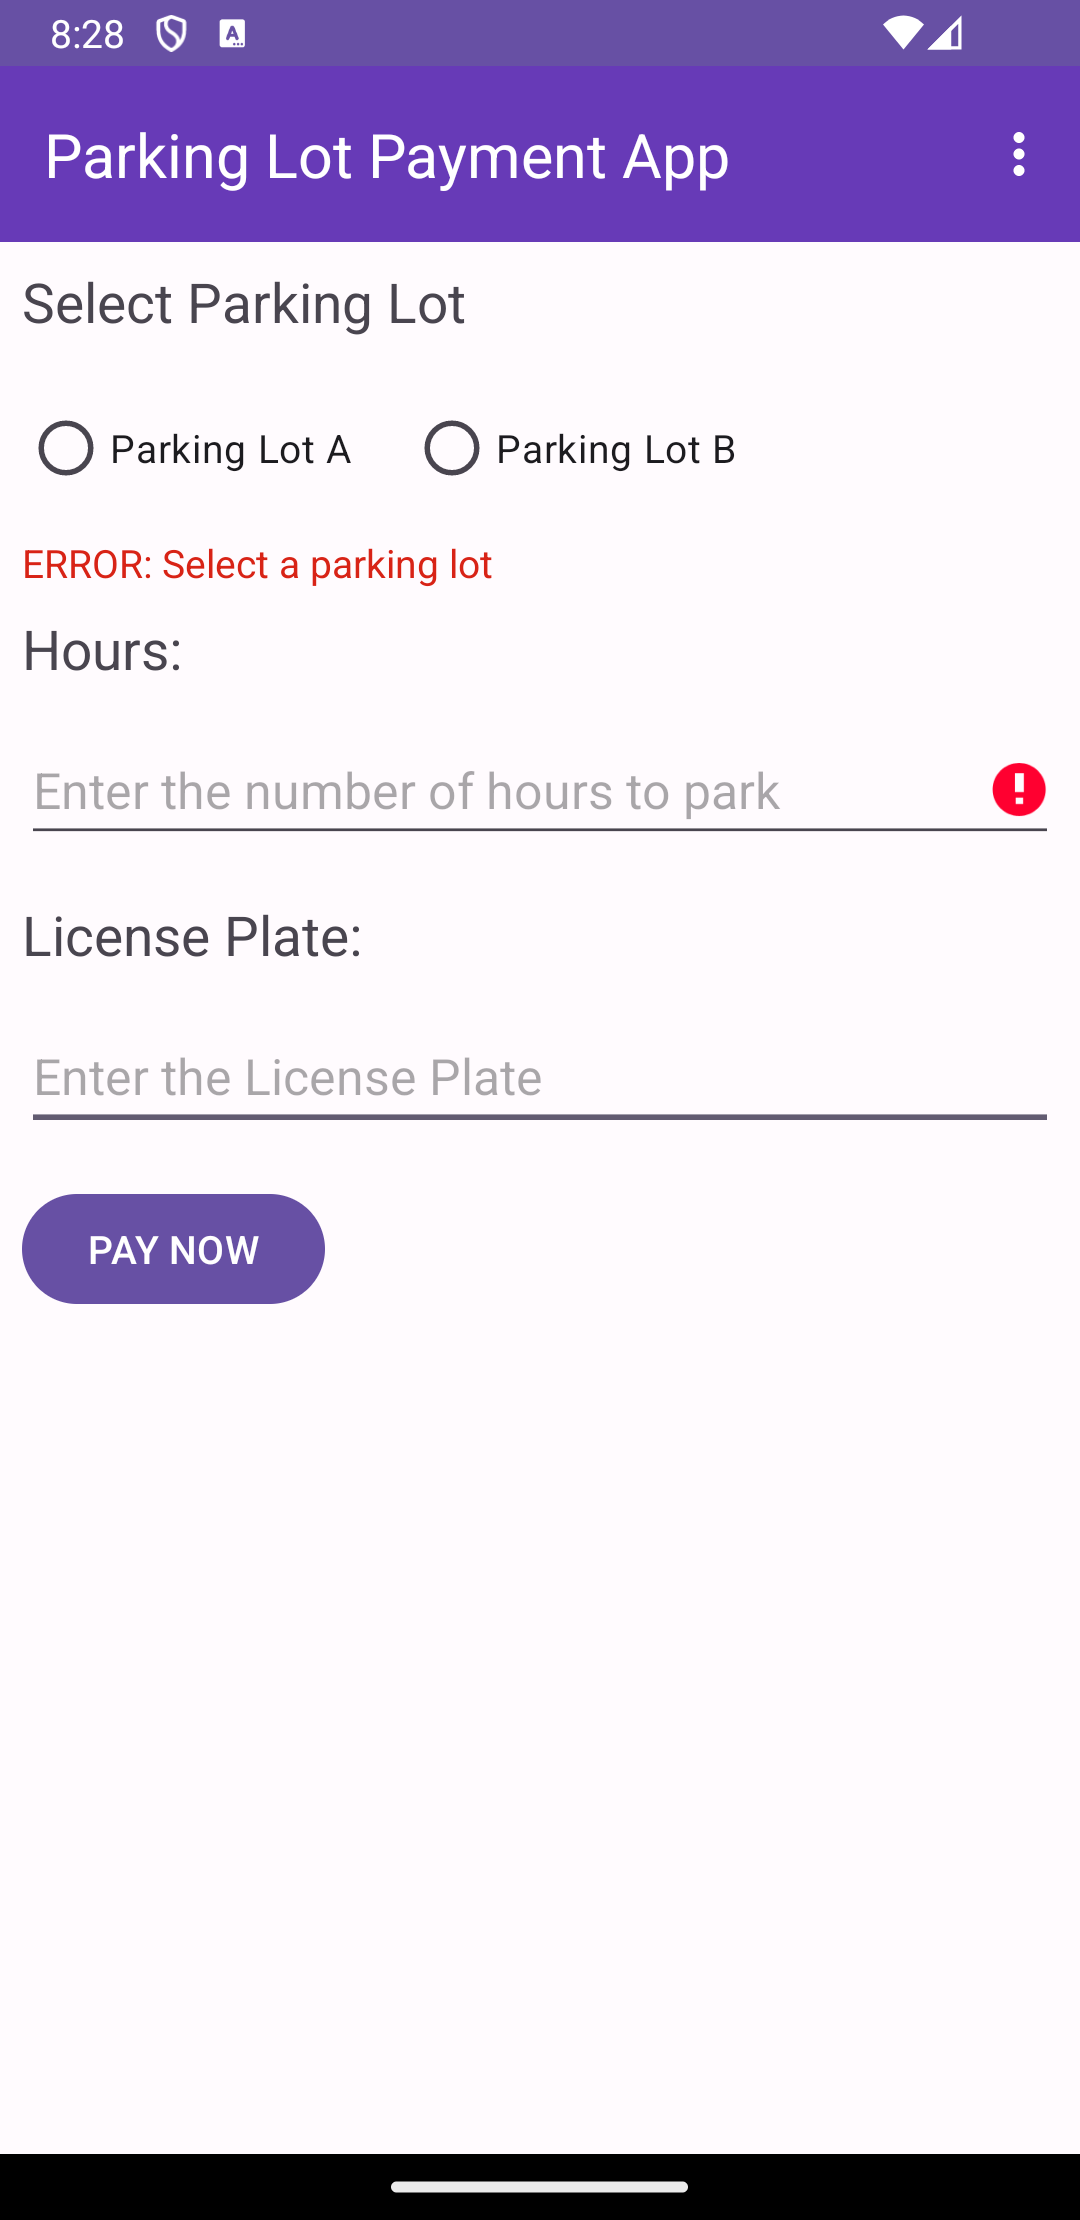 8:28
Parking Lot Payment App
Select Parking Lot
Parking Lot A Parking Lot B
ERROR: Select a parking lot
Hours:
Enter the number of hours to park
License Plate:
Enter the License Plate
PAY NOW